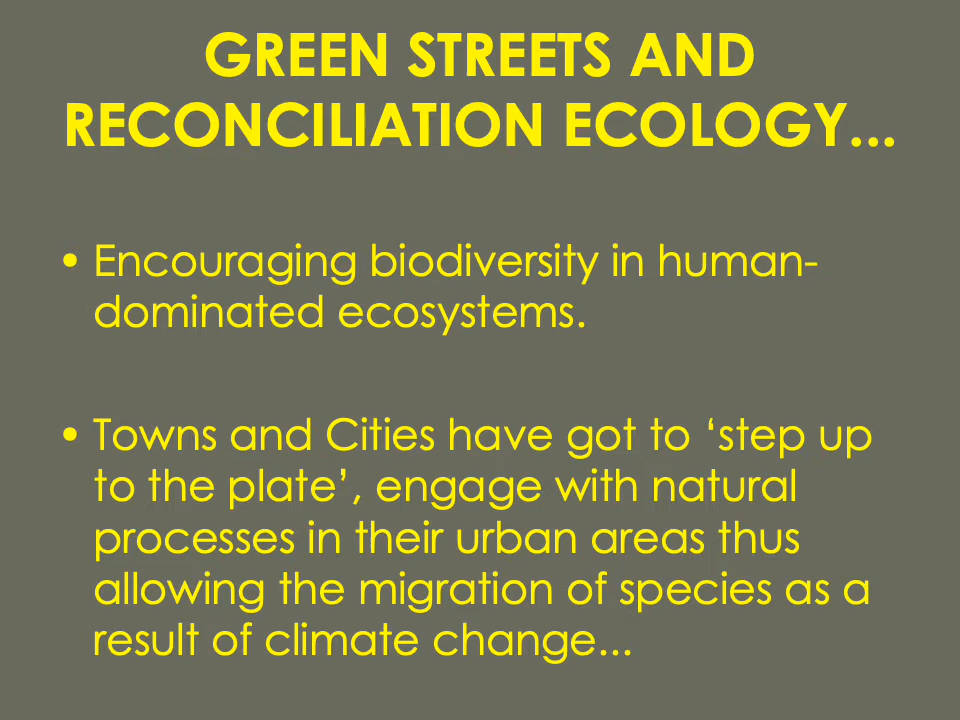 GREEN STREETS AND
RECONCILIATION ECOLOGY...
• Encouraging biodiversity in human-
dominated ecosystems.
• Towns and Cities have got to ‘step up
to the plate’, engage with natural
processes in their urban areas thus
allowing the migration of species as a
result of climate change...